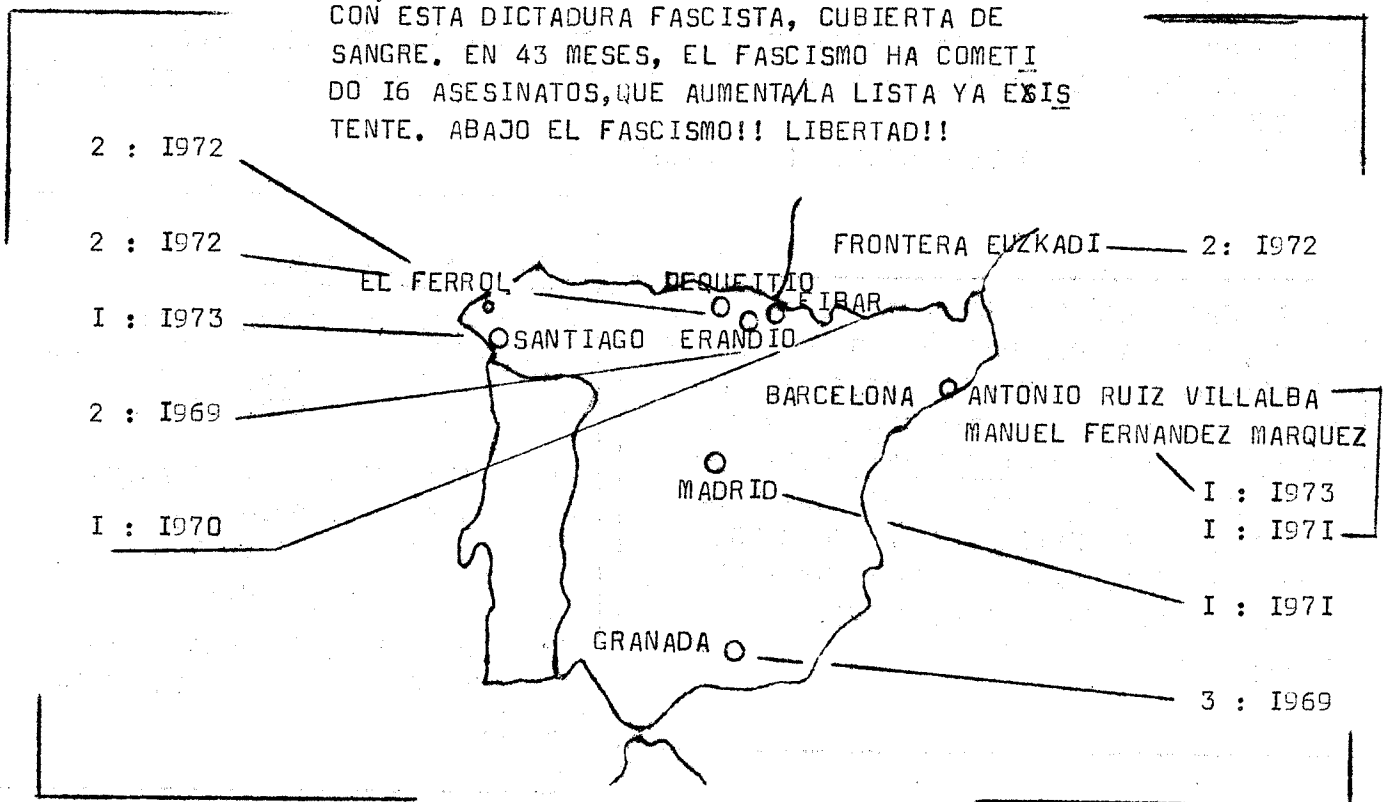 CON ESTA DICTADURA FASCISTA, CUBIERTA DE
SANGRE. EN 43 MESES, EL FASCISMO HA COMETI
DO I6 ASESINATOS,QUE AUMENTA/LA LISTA YA EXIS
TENTE. ABAJO EL FASCISMO!! LIBERTAD!!
2 : I972
2 : I972
FRONTERA EUZKADI 2: I972
EL FERROL
DEQUEITIO
EIBAR
I : I973
SANTIAGO ERANDIO
2 : I969
BARCELONA ANTONIO RUIZ VILLALBA
MANUEL FERNANDEZ MARQUEZ
MADRID
I : I973
I : I970
I : I97I
I : I97I
GRANADA
3 : I969